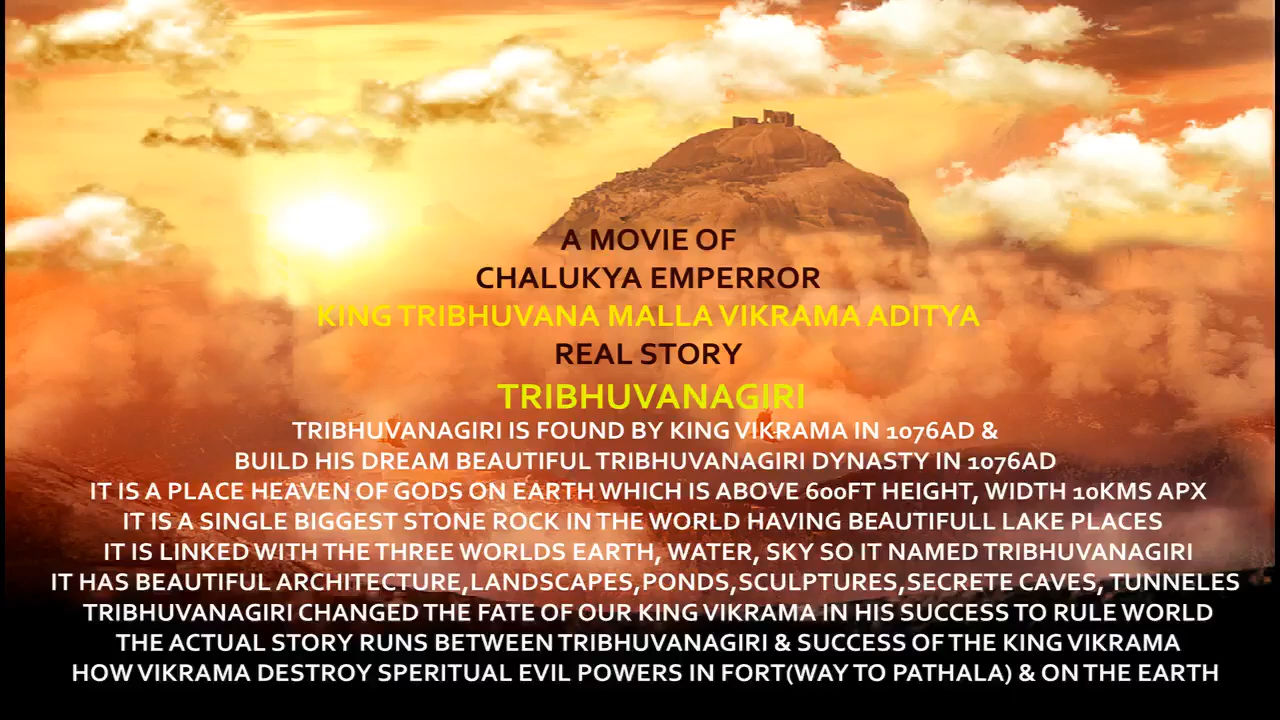 A MOVIE OF
CHALUKYA EMPERROR
KING TRIBHUVANA MALLA VIKRAMA ADITYA
REAL STORY
TRIBHUVANAGIRI
TRIBHUVANAGIRI IS FOUND BY KING VIKRAMA IN 1076AD &
BUILD HIS DREAM BEAUTIFUL TRIBHUVANAGIRI DYNASTY IN 1076AD
IT IS A PLACE HEAVEN OF GODS ON EARTH WHICH IS ABOVE 600FT HEIGHT, WIDTH 10KMS APX
IT IS A SINGLE BIGGEST STONE ROCK IN THE WORLD HAVING BEAUTIFULL LAKE PLACES
IT IS LINKED WITH THE THREE WORLDS EARTH, WATER, SKY SO IT NAMED TRIBHUVANAGIRI
IT HAS BEAUTIFUL ARCHITECTURE,LANDSCAPES,PONDS,SCULPTURES,SECRETE CAVES, TUNNELES
TRIBHUVANAGIRI CHANGED THE FATE OF OUR KING VIKRAMA IN HIS SUCCESS TO RULE WORLD
THE ACTUAL STORY RUNS BETWEEN TRIBHUVANAGIRI & SUCCESS OF THE KING VIKRAMA
HOW VIKRAMA DESTROY SPERITUAL EVIL POWERS IN FORT(WAY TO PATHALA) & ON THE EARTH